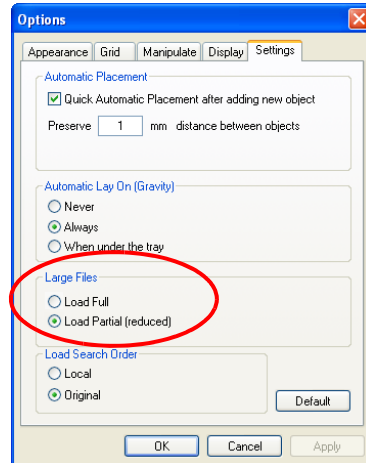 Options
Appearance Grid Manipulate Display Settings
Automatic Placement
Quick Automatic Placement after adding new object
Preserve 1 mm distance between objects
Automatic Lay On (Gravity)
Never
Always
When under the tray
Large Files
Load Full
Load Partial (reduced)
Load Search Order
Local
Original
Default
OK Cancel Apply